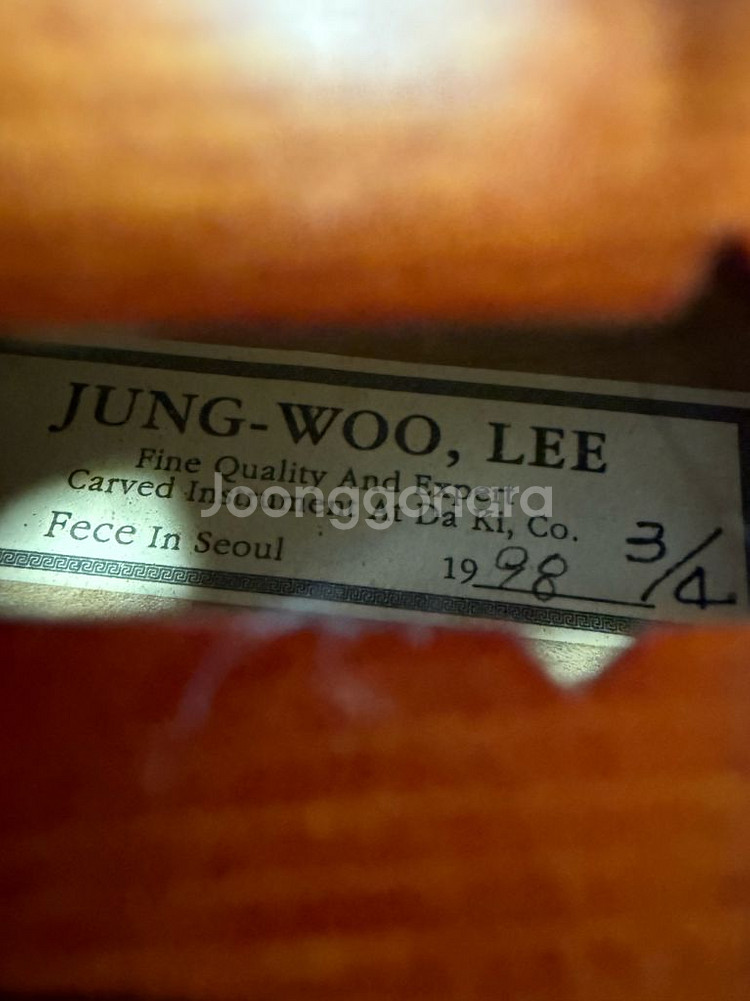 JUNG-WOO, LEE
Fine Quality And Expert
Carved Instrument At Da Ki, Co.
Joonggonara
Fece In Seoul
1998 3/4